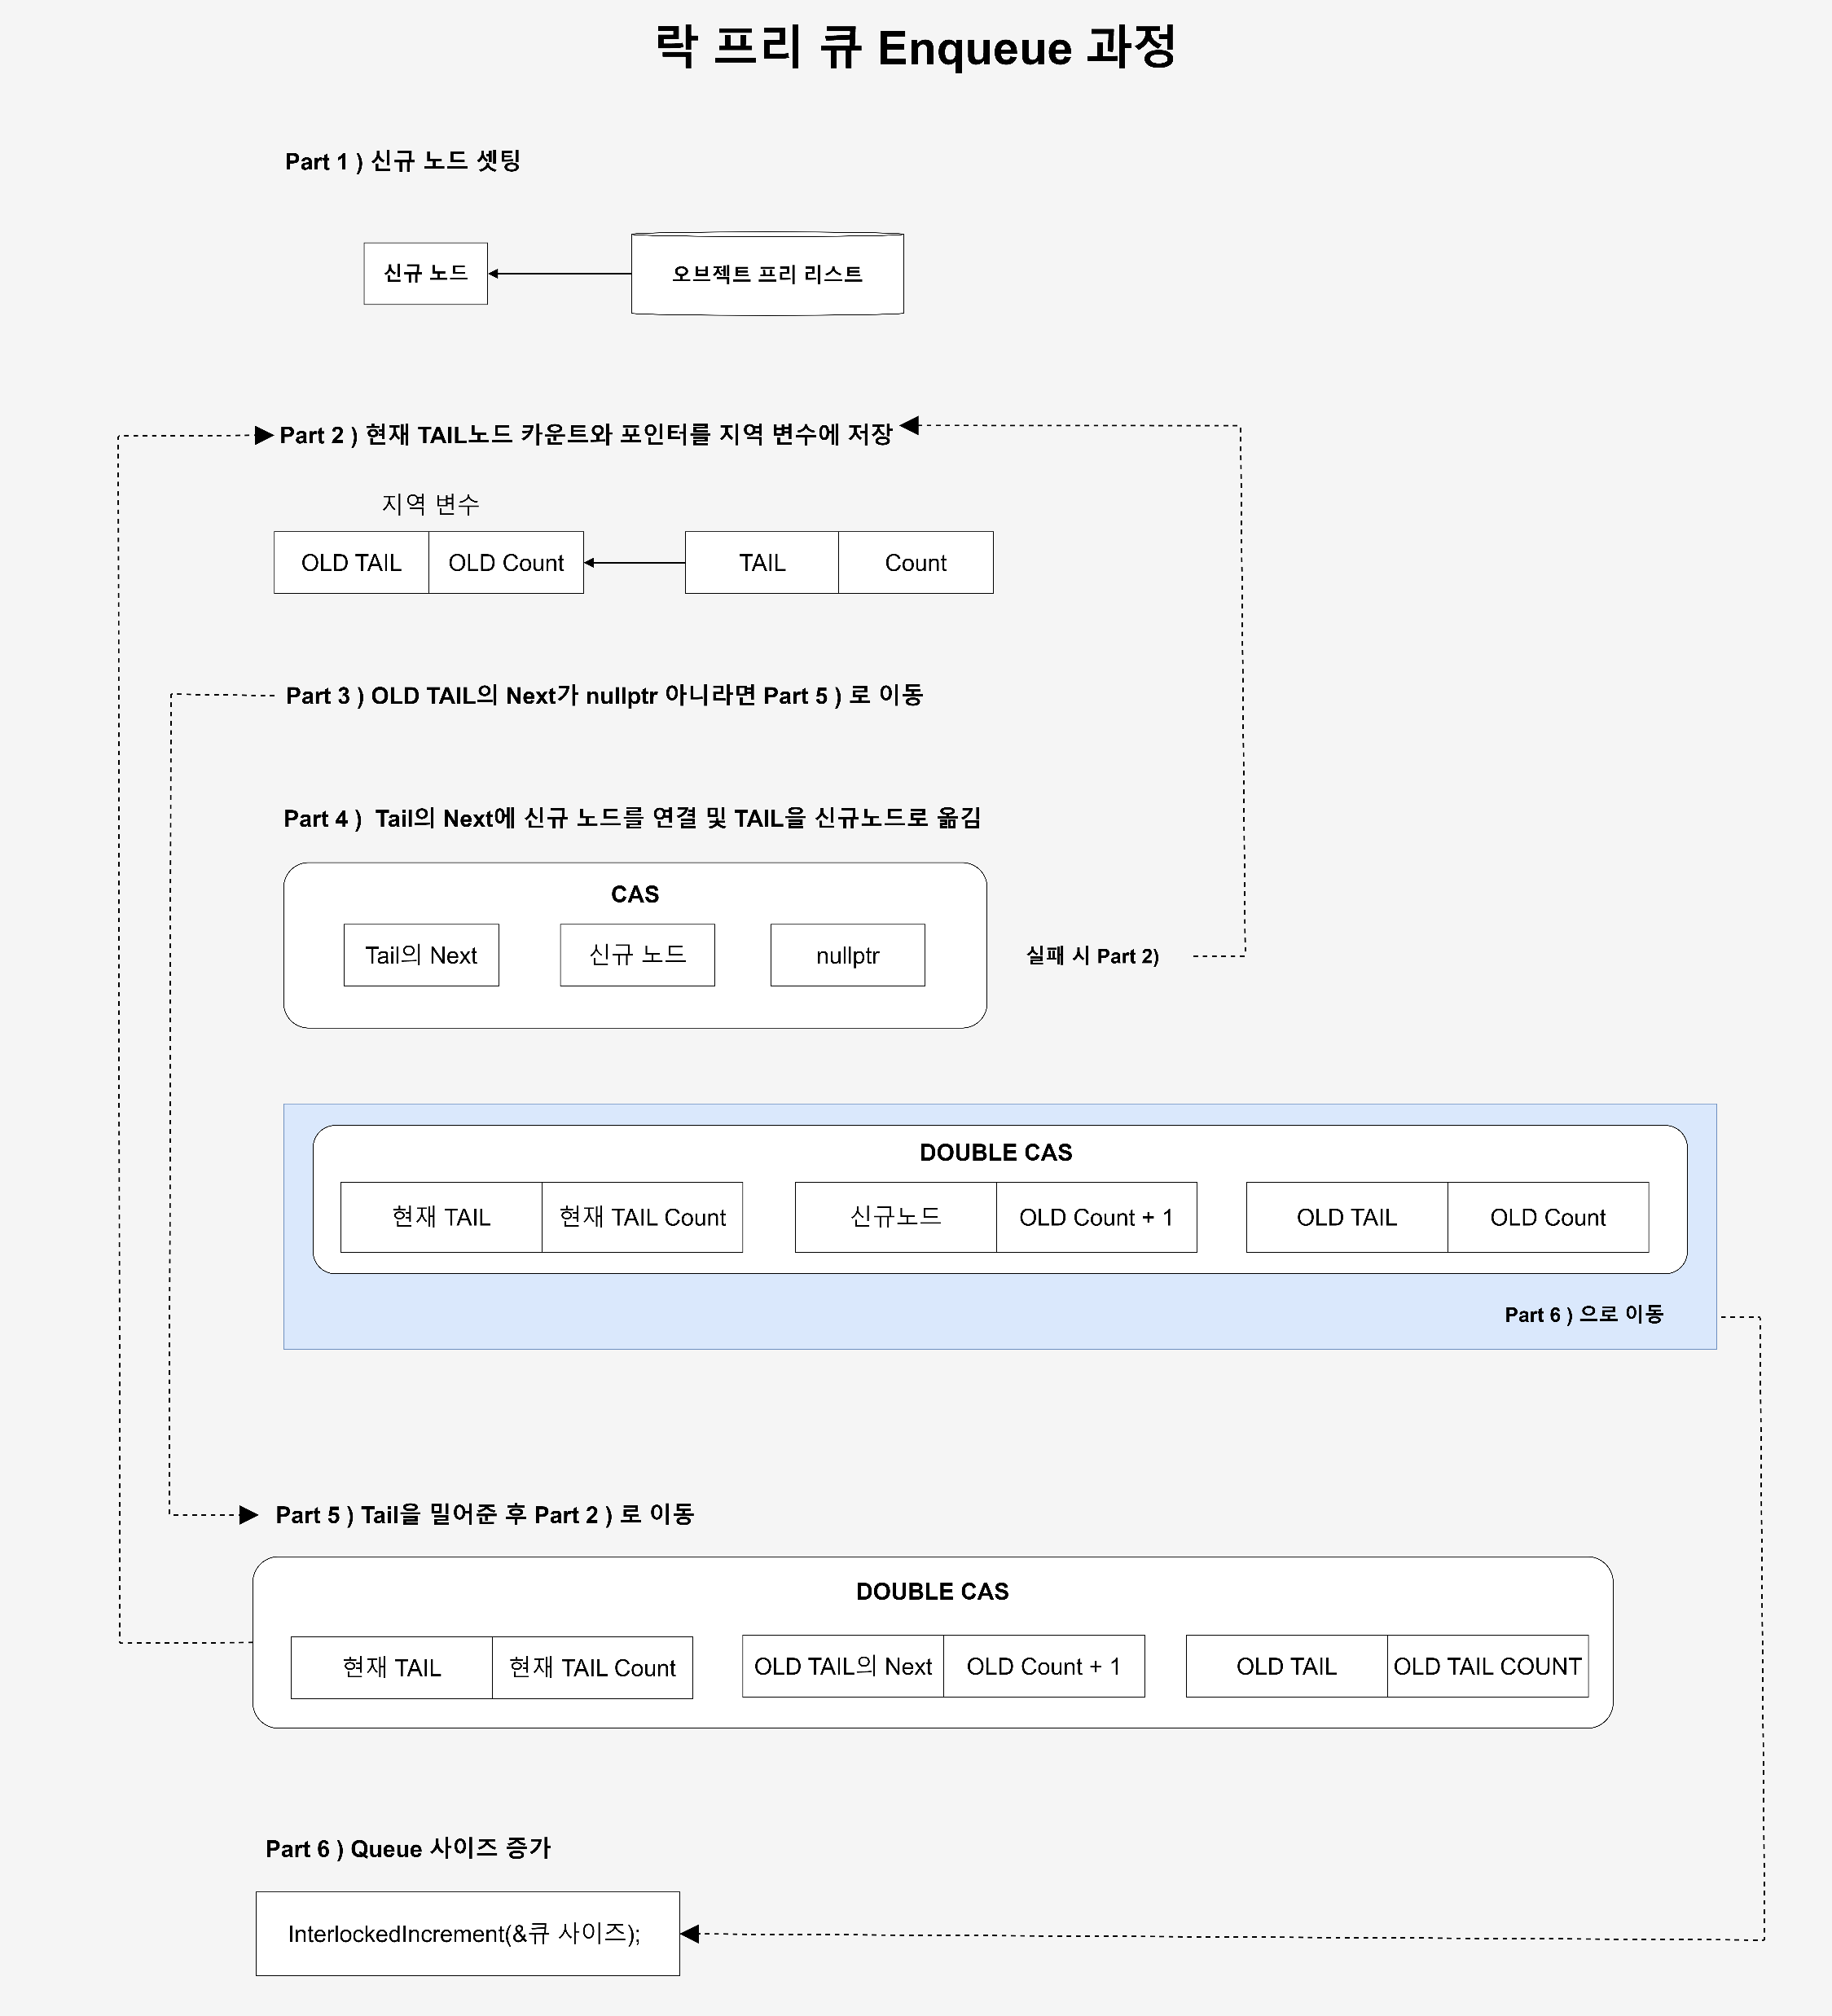 락 프리 큐 Enqueue 과정
Part 1 ) 신규 노드 셋팅
신규 노드
오브젝트 프리 리스트
Part 2 ) 현재 TAIL노드 카운트와 포인터를 지역 변수에 저장
지역 변수
OLD TAIL
OLD Count
TAIL
Count
Part 3 ) OLD TAIL의 Next가 nullptr 아니라면 Part 5 ) 로 이동
Part 4 ) Tail의 Next에 신규 노드를 연결 및 TAIL을 신규노드로 옮김
CAS
Tail의 Next
신규 노드
nullptr
실패 시 Part 2)
DOUBLE CAS
현재 TAIL
현재 TAIL Count
신규노드
OLD Count + 1
OLD TAIL
OLD Count
Part 6 ) 으로 이동
Part 5 ) Tail을 밀어준 후 Part 2 ) 로 이동
DOUBLE CAS
현재 TAIL
현재 TAIL Count
OLD TAIL의 Next
OLD Count + 1
OLD TAIL
OLD TAIL COUNT
Part 6 ) Queue 사이즈 증가
InterlockedIncrement(&큐 사이즈);